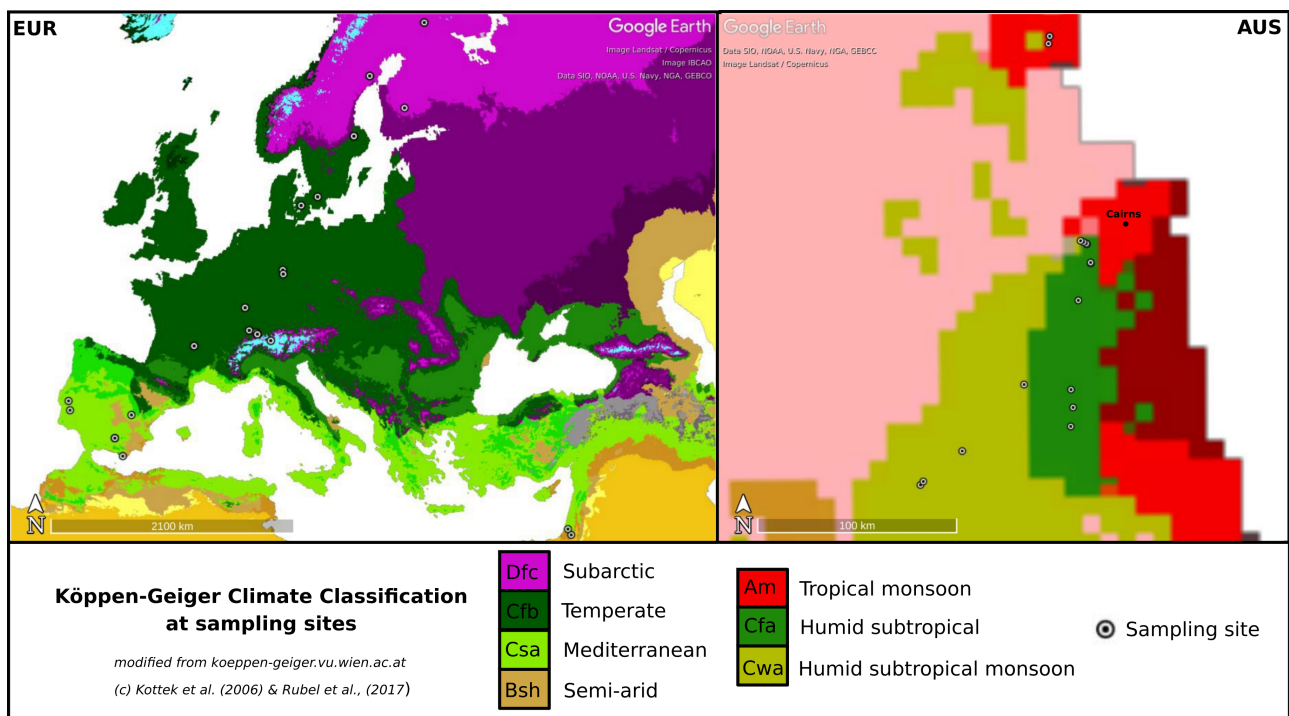 EUR
Google Earth
Image Landsat / Copernicus
Image IBCAO
Data SIO, NOAA, U.S. Navy, NGA, GEBCO
N
2100 km
Google Earth
AUS
Data SIO, NOAA, U.S. Navy, NGA, GEBCO
Image Landsat / Copernicus
Cairns
N
100 km
Köppen-Geiger Climate Classification
at sampling sites
modified from koeppen-geiger.vu.wien.ac.at
(c) Kottek et al. (2006) & Rubel et al., (2017)
Dfc Subarctic
Cfb Temperate
Csa Mediterranean
Bsh Semi-arid
Am Tropical monsoon
Cfa Humid subtropical
Cwa Humid subtropical monsoon
Sampling site